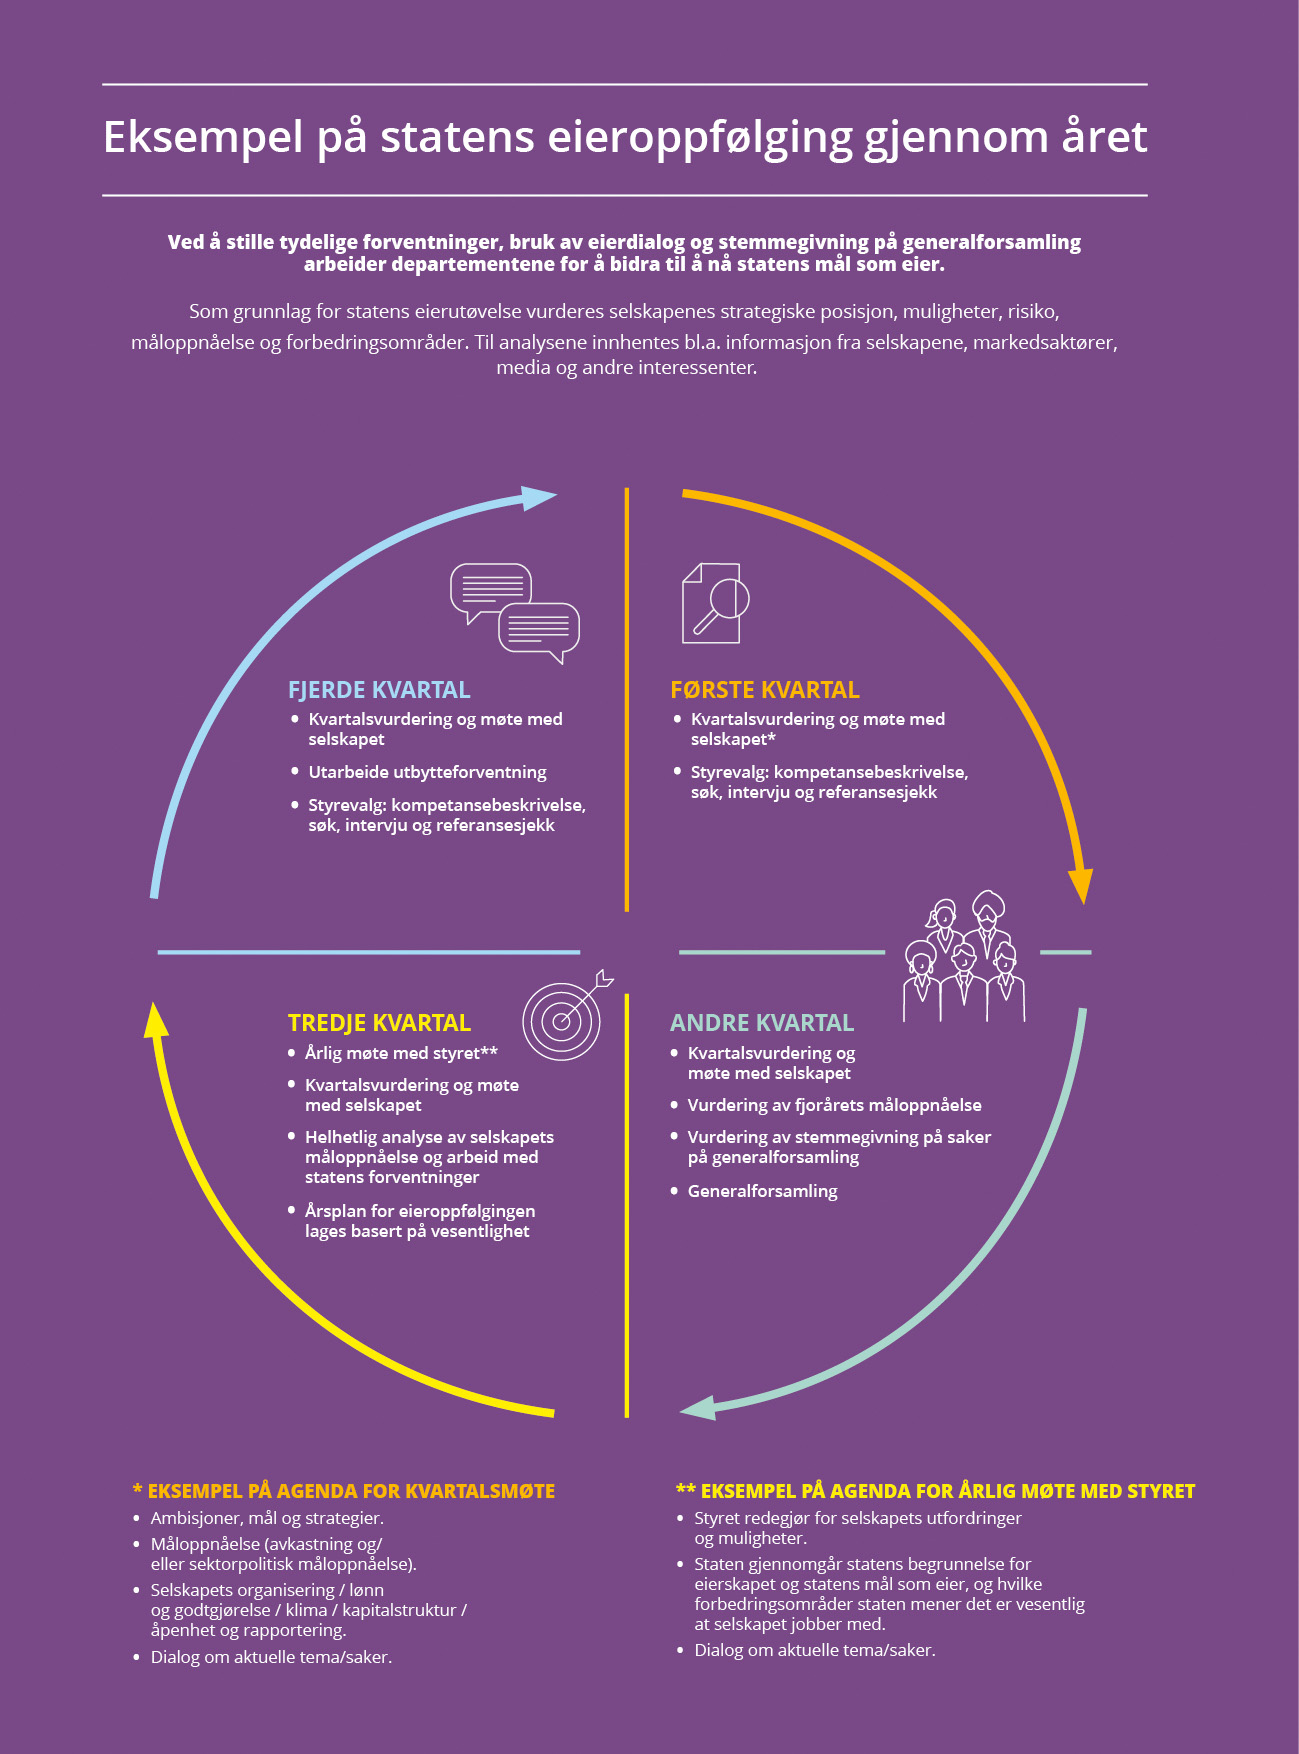 Eksempel på statens eieroppfølging gjennom året
Ved å stille tydelige forventninger, bruk av eierdialog og stemmegivning på generalforsamling
arbeider departementene for å bidra til å nå statens mål som eier.
Som grunnlag for statens eierutøvelse vurderes selskapenes strategiske posisjon, muligheter, risiko,
måloppnåelse og forbedringsområder. Til analysene innhentes bl.a. informasjon fra selskapene, markedsaktører,
media og andre interessenter.
FJERDE KVARTAL
• Kvartalsvurdering og møte med
selskapet
• Utarbeide utbytteforventning
• Styrevalg: kompetansebeskrivelse,
søk, intervju og referansesjekk
FØRSTE KVARTAL
• Kvartalsvurdering og møte med
selskapet*
• Styrevalg: kompetansebeskrivelse,
søk, intervju og referansesjekk
TREDJE KVARTAL
• Årlig møte med styret**
• Kvartalsvurdering og møte
med selskapet
• Helhetlig analyse av selskapets
måloppnåelse og arbeid med
statens forventninger
• Årsplan for eieroppfølgingen
lages basert på vesentlighet
ANDRE KVARTAL
• Kvartalsvurdering og
møte med selskapet
• Vurdering av fjorårets måloppnåelse
• Vurdering av stemmegivning på saker
på generalforsamling
• Generalforsamling
* EKSEMPEL PÅ AGENDA FOR KVARTALSMØTE
• Ambisjoner, mål og strategier.
• Måloppnåelse (avkastning og/
eller sektorpolitisk måloppnåelse).
• Selskapets organisering / lønn
og godtgjørelse / klima / kapitalstruktur /
åpenhet og rapportering.
• Dialog om aktuelle tema/saker.
** EKSEMPEL PÅ AGENDA FOR ÅRLIG MØTE MED STYRET
• Styret redegjør for selskapets utfordringer
og muligheter.
• Staten gjennomgår statens begrunnelse for
eierskapet og statens mål som eier, og hvilke
forbedringsområder staten mener det er vesentlig
at selskapet jobber med.
• Dialog om aktuelle tema/saker.